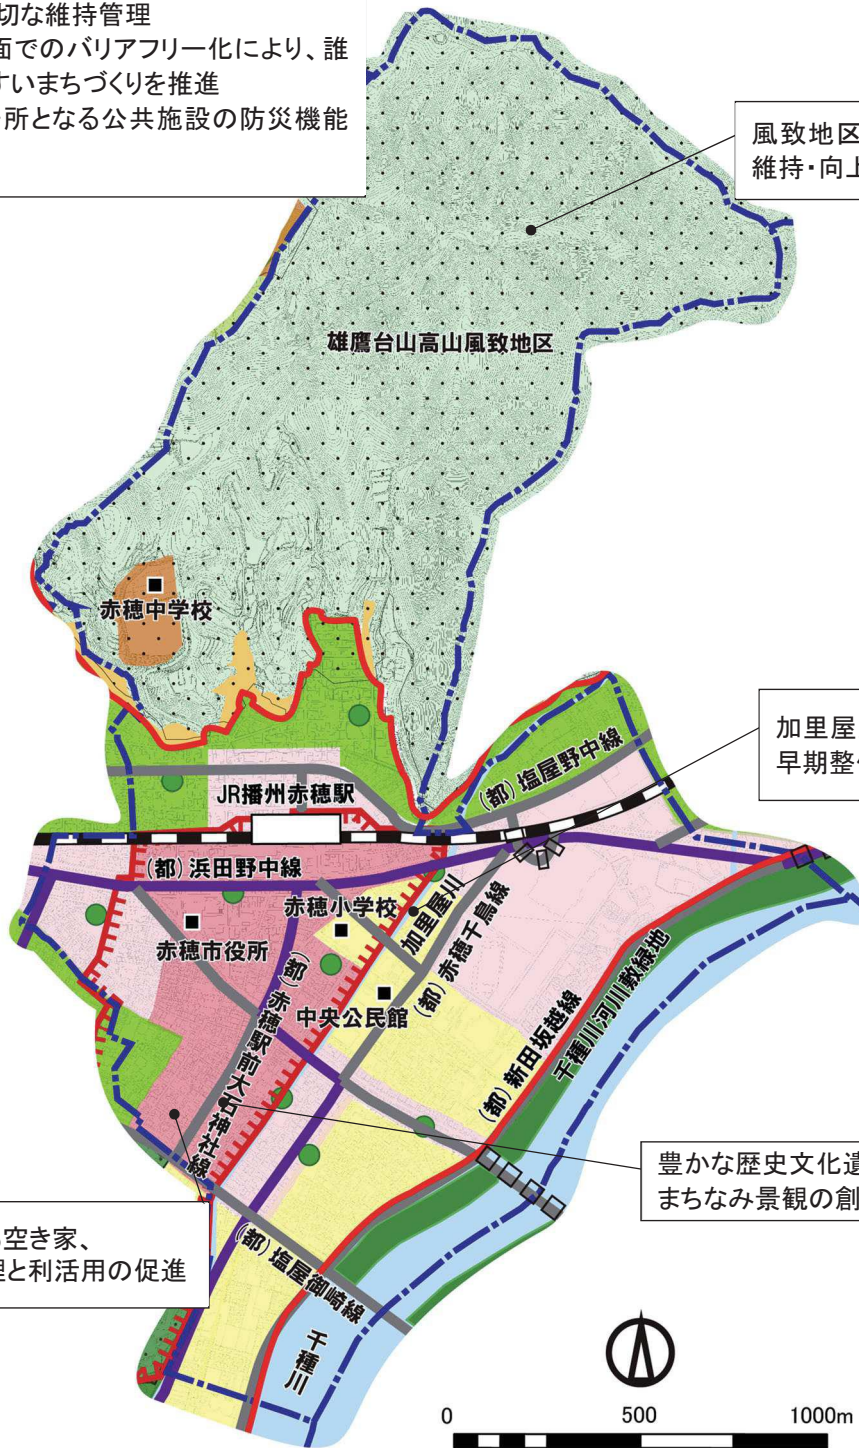 切な維持管理
面でのバリアフリー化により、誰
すいまちづくりを推進
所となる公共施設の防災機能
風致地区
維持・向上
雄鷹台山高山風致地区
赤穂中学校
加里屋
早期整
(都)塩屋野中線
JR播州赤穂駅
(都)浜田野中線
赤穂小学校
加里屋川
(都)赤穂千鳥線
赤穂市役所
(都)赤穂駅前大石神社線
中央公民館
(都)新田坂越線
千種川河川敷緑地
豊かな歴史文化遺
まちなみ景観の創
空き家、
理と利活用の促進
(都)塩屋御崎線
千種川
0 500 1000m